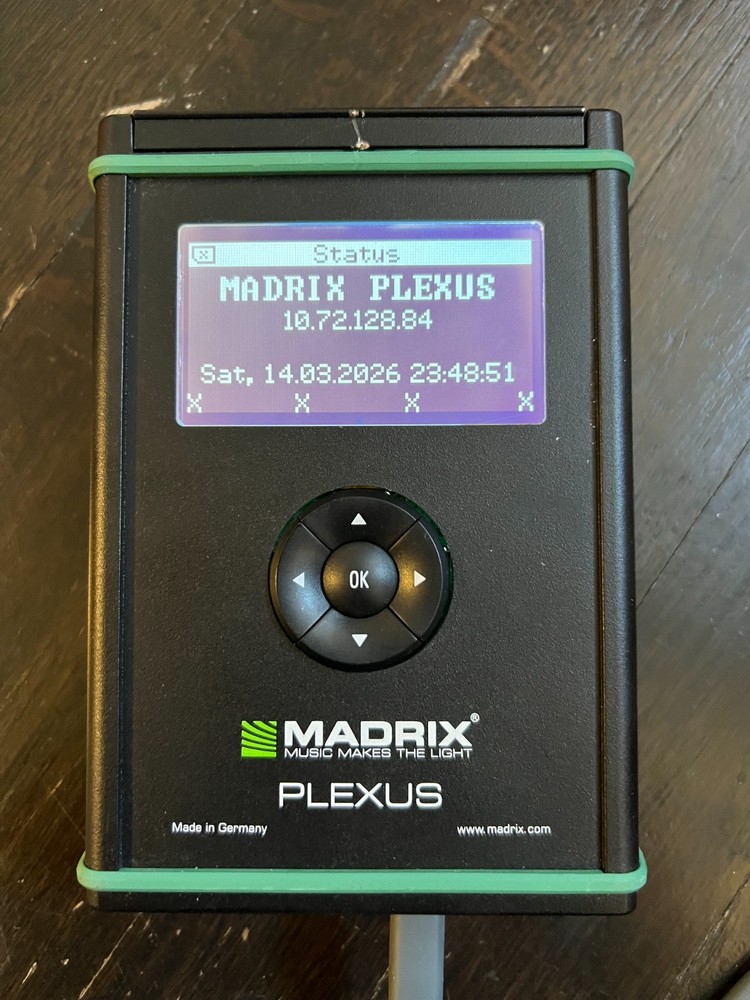 Status
MADRIX PLEXUS
10.72.128.84
Sat, 14.03.2026 23:48:51
X X X X
OK
MADRIX®
MUSIC MAKES THE LIGHT
PLEXUS
Made in Germany www.madrix.com